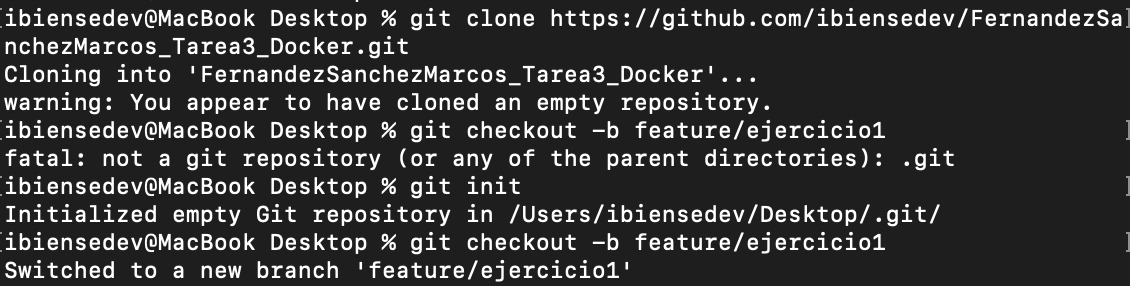 [ibiensedev@MacBook Desktop % git clone https://github.com/ibiensedev/FernandezSa]
nchezMarcos_Tarea3_Docker.git
Cloning into 'FernandezSanchezMarcos_Tarea3_Docker'...
warning: You appear to have cloned an empty repository.
[ibiensedev@MacBook Desktop % git checkout -b feature/ejercicio1 ]
fatal: not a git repository (or any of the parent directories): .git
[ibiensedev@MacBook Desktop % git init ]
Initialized empty Git repository in /Users/ibiensedev/Desktop/.git/
[ibiensedev@MacBook Desktop % git checkout -b feature/ejercicio1 ]
Switched to a new branch 'feature/ejercicio1'